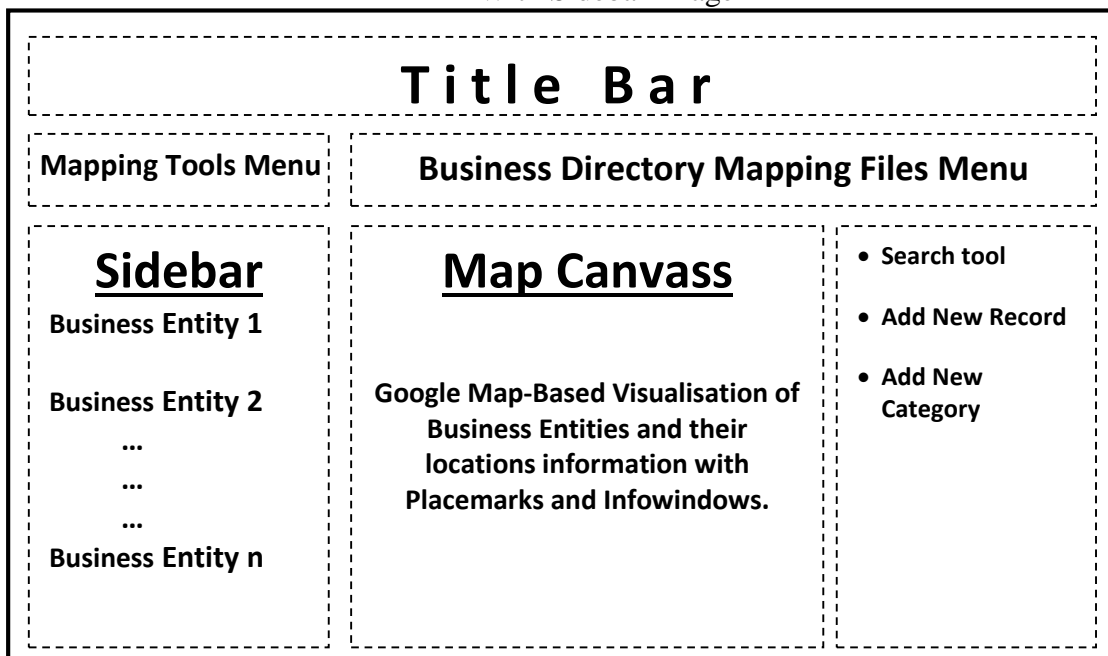 Title Bar
Mapping Tools Menu
Business Directory Mapping Files Menu
Sidebar
Business Entity 1
Business Entity 2
...
...
...
Business Entity n
Map Canvass
Google Map-Based Visualisation of
Business Entities and their
locations information with
Placemarks and Infowindows.
• Search tool
• Add New Record
• Add New
Category